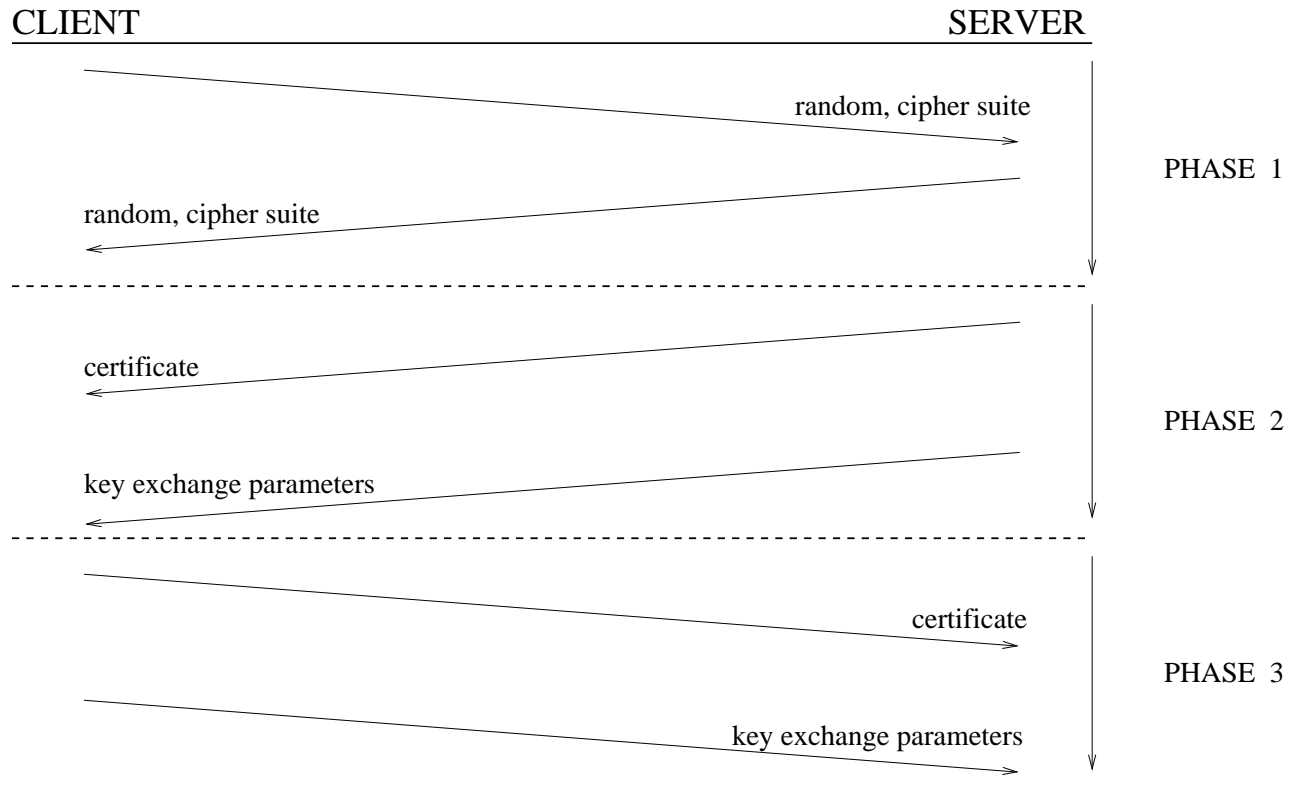 CLIENT SERVER
random, cipher suite
PHASE 1
random, cipher suite
certificate
PHASE 2
key exchange parameters
certificate
PHASE 3
key exchange parameters